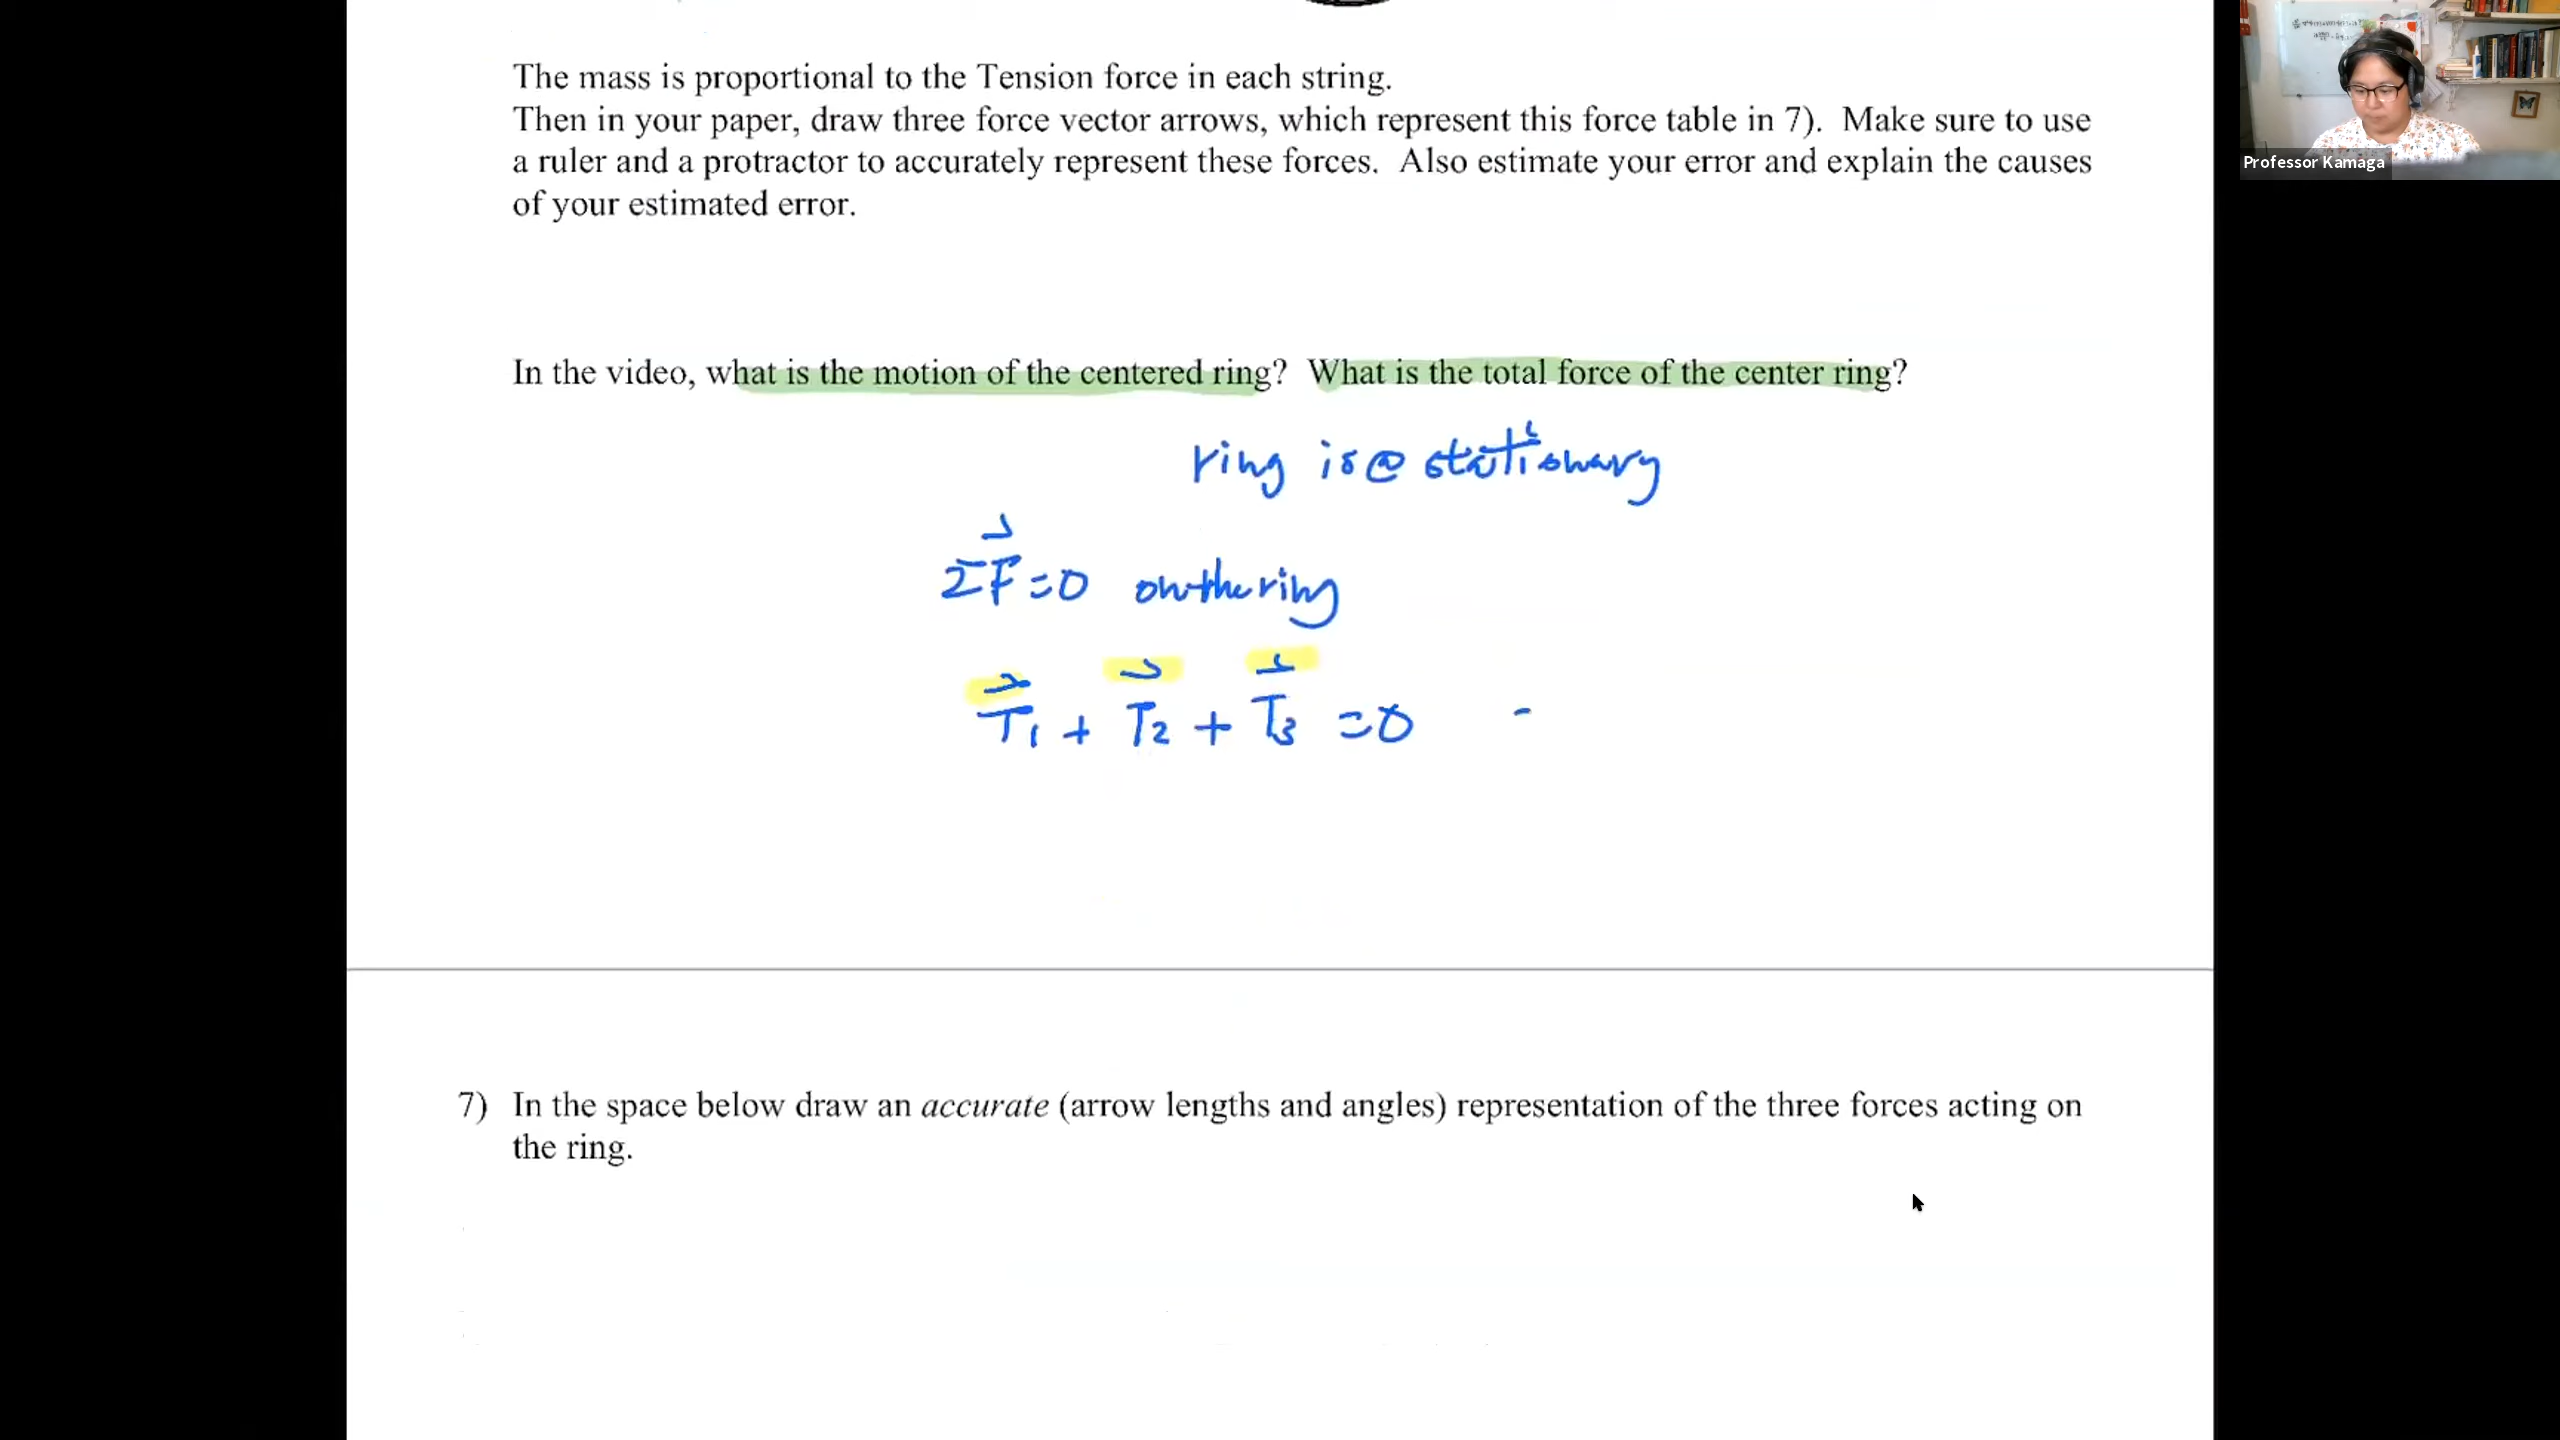 The mass is proportional to the Tension force in each string.
Then in your paper, draw three force vector arrows, which represent this force table in 7). Make sure to use
a ruler and a protractor to accurately represent these forces. Also estimate your error and explain the causes
of your estimated error.
Professor Kamaga
In the video, what is the motion of the centered ring? What is the total force of the center ring?
ring is@ stationary
ΣF⃗=0 on the ring
T⃗1 + T⃗2 + T⃗3 =0 -
7) In the space below draw an accurate (arrow lengths and angles) representation of the three forces acting on
the ring.